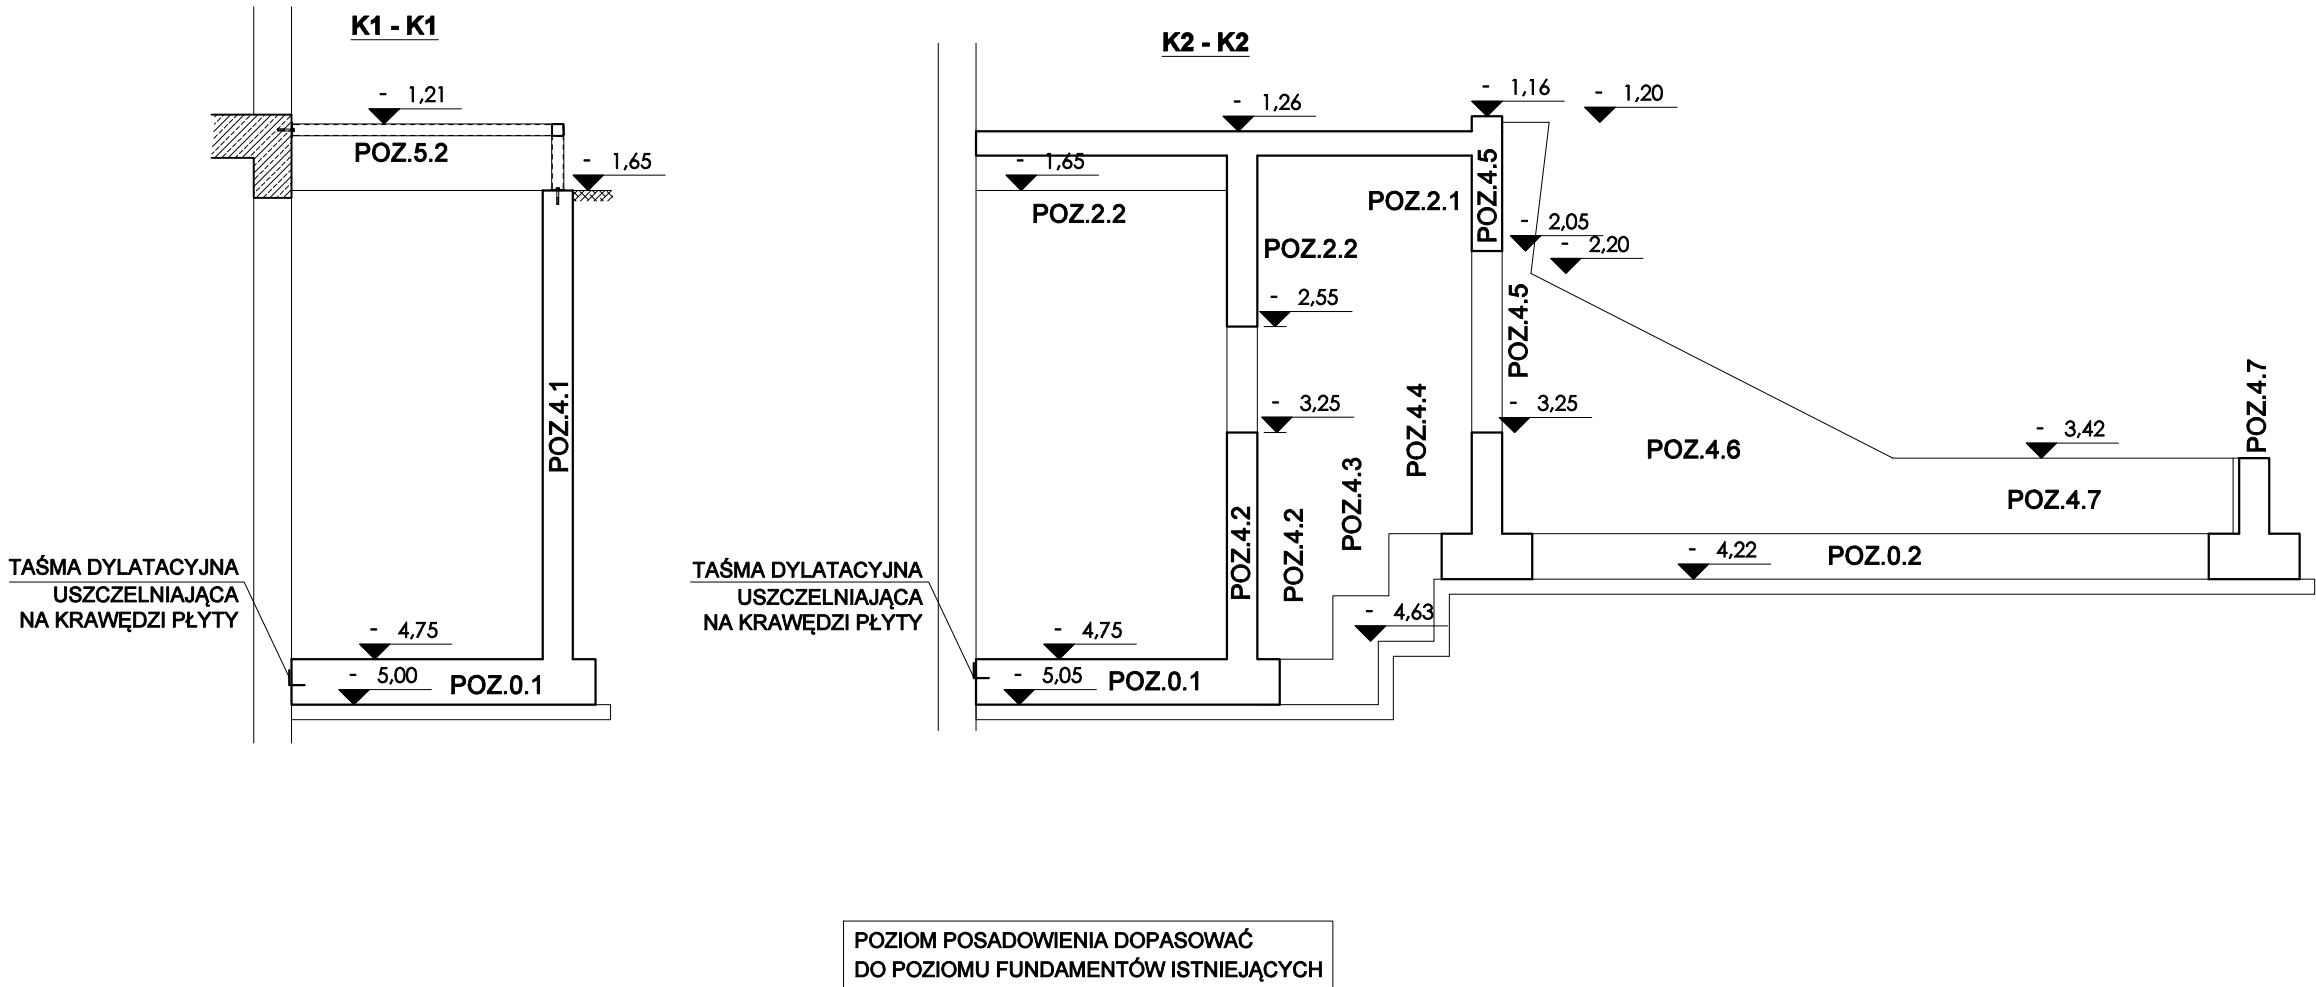 K1 - K1
- 1,21
POZ.5.2
- 1,65
POZ.4.1
TAŚMA DYLATACYJNA
USZCZELNIAJĄCA
NA KRAWĘDZI PŁYTY
- 4,75
- 5,00
POZ.0.1
K2 - K2
- 1,26
- 1,16
- 1,20
- 1,65
POZ.2.2
POZ.2.1
POZ.4.5
POZ.2.2
- 2,05
- 2,20
- 2,55
POZ.4.5
- 3,25
- 3,25
POZ.4.4
POZ.4.3
POZ.4.2
POZ.4.2
POZ.4.6
- 3,42
POZ.4.7
POZ.4.7
- 4,22
POZ.0.2
TAŚMA DYLATACYJNA
USZCZELNIAJĄCA
NA KRAWĘDZI PŁYTY
- 4,63
- 4,75
- 5,05
POZ.0.1
POZIOM POSADOWIENIA DOPASOWAĆ
DO POZIOMU FUNDAMENTÓW ISTNIEJĄCYCH